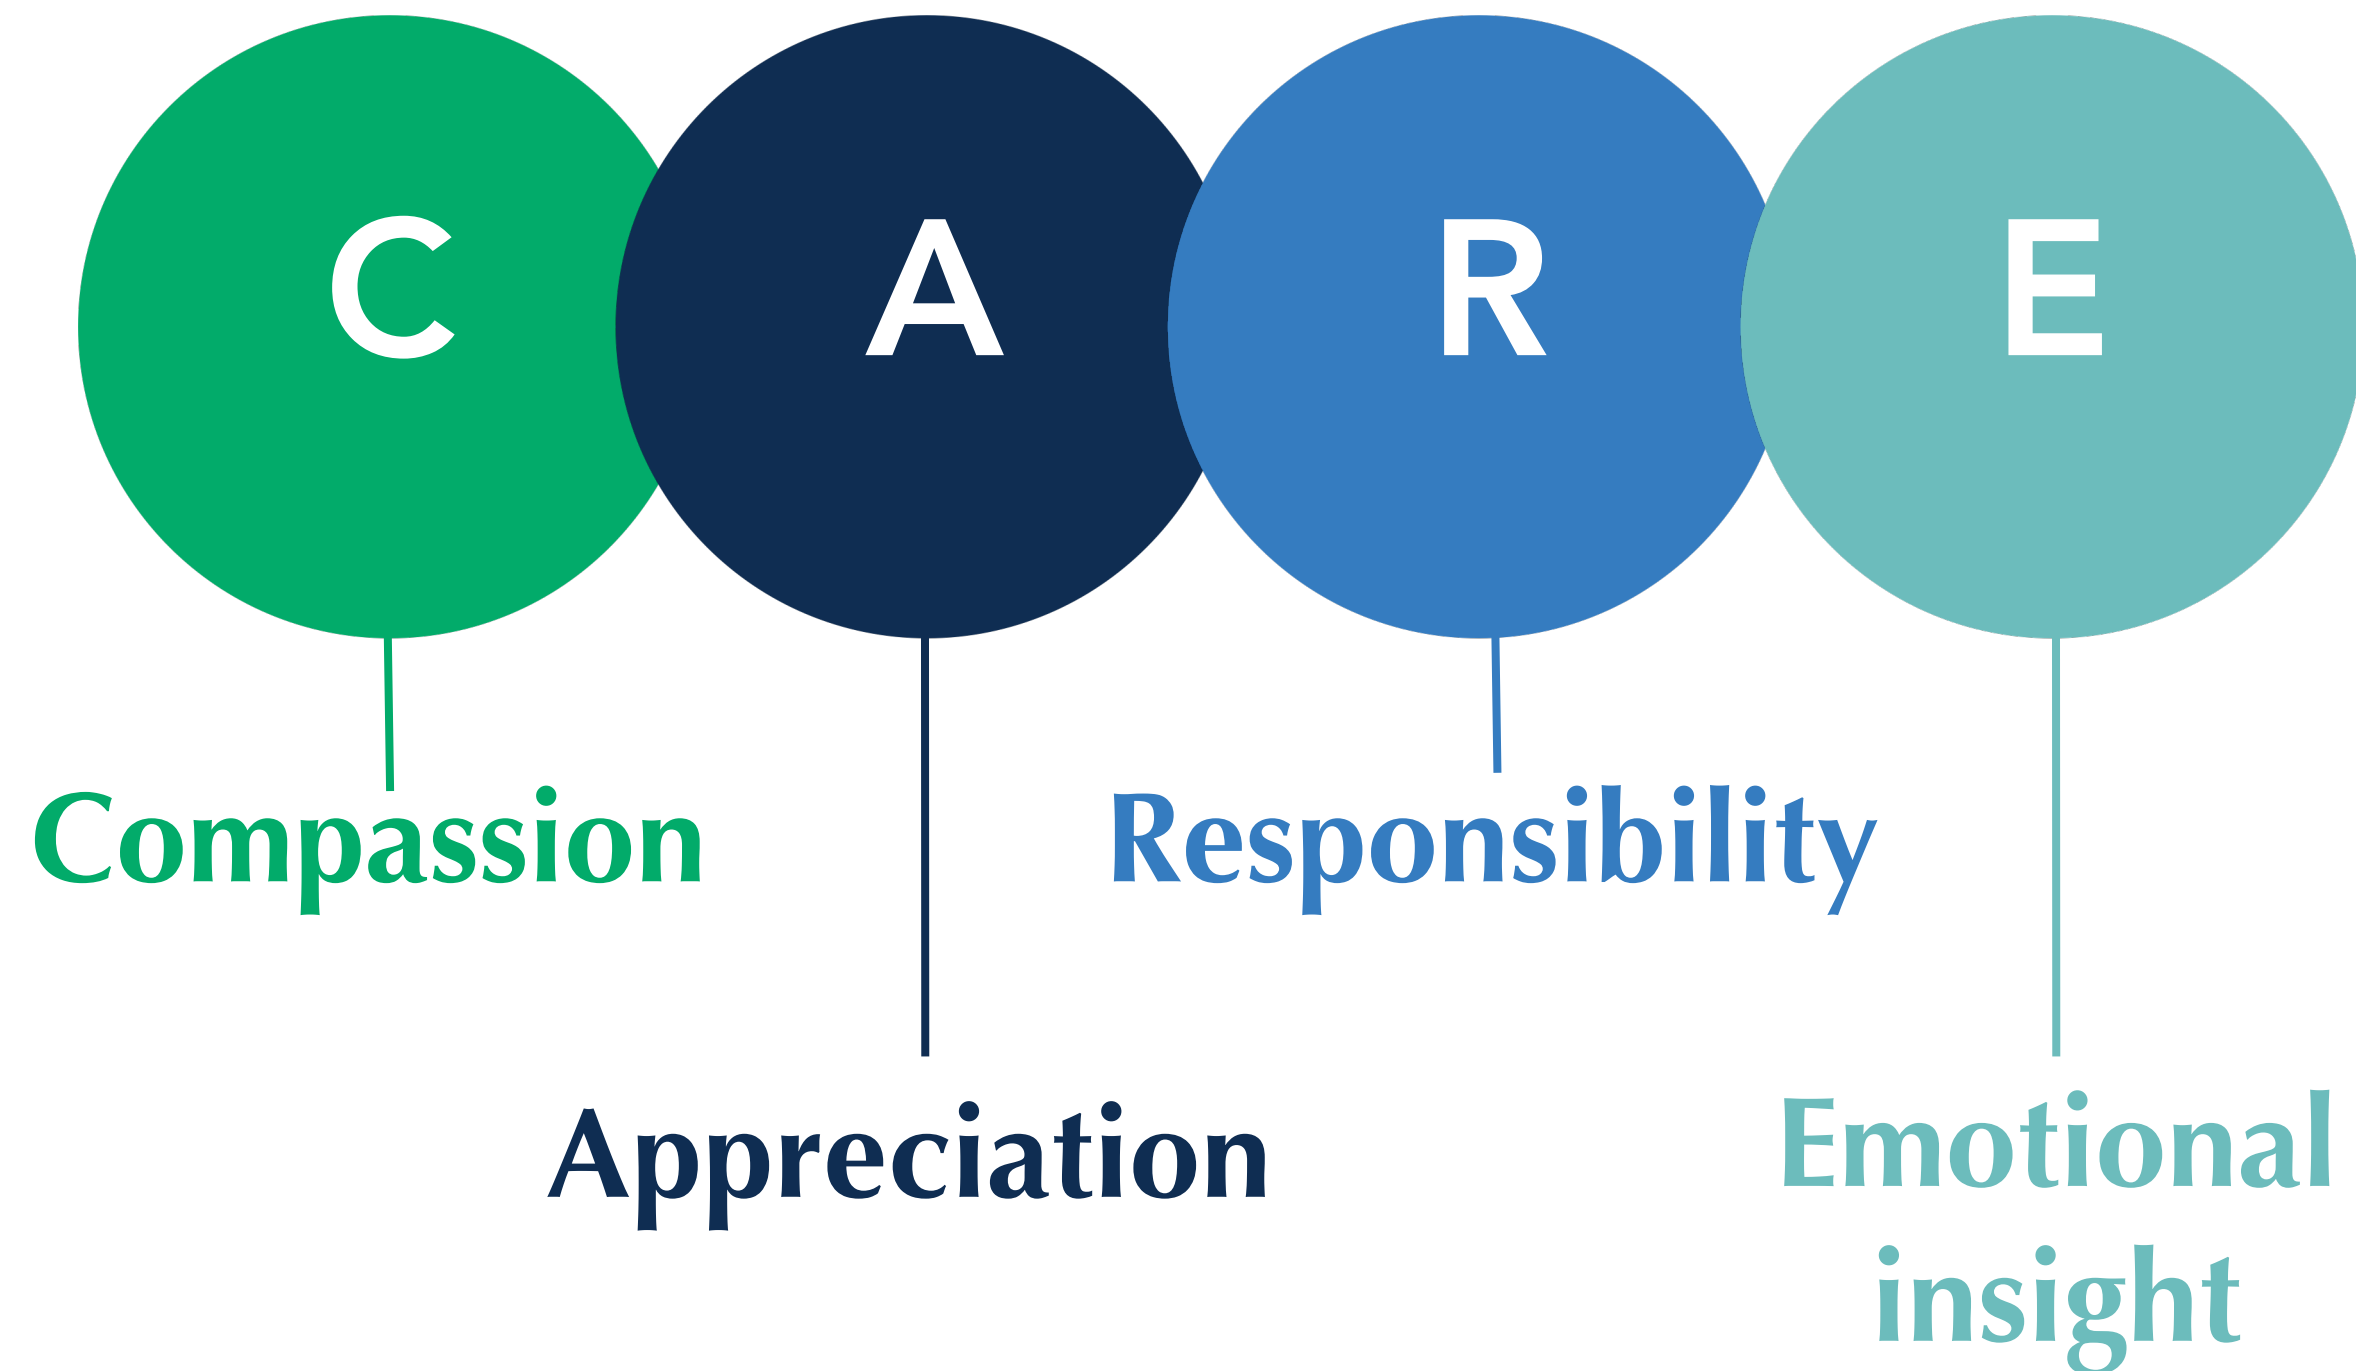 C
A
R
E
Compassion
Responsibility
Appreciation
Emotional
insight